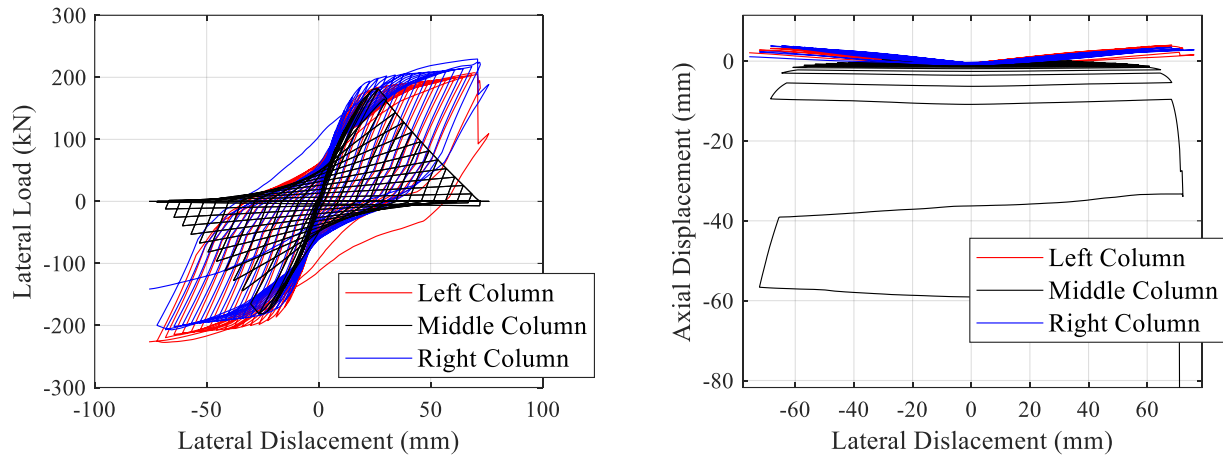 300
200
100
0
-100
-200
-300
Lateral Load (kN)
-100
-50
0
50
100
Lateral Dislacement (mm)
Left Column
Middle Column
Right Column
0
-20
-40
-60
-80
Axial Displacement (mm)
-60
-40
-20
0
20
40
60
Lateral Dislacement (mm)
Left Column
Middle Column
Right Column